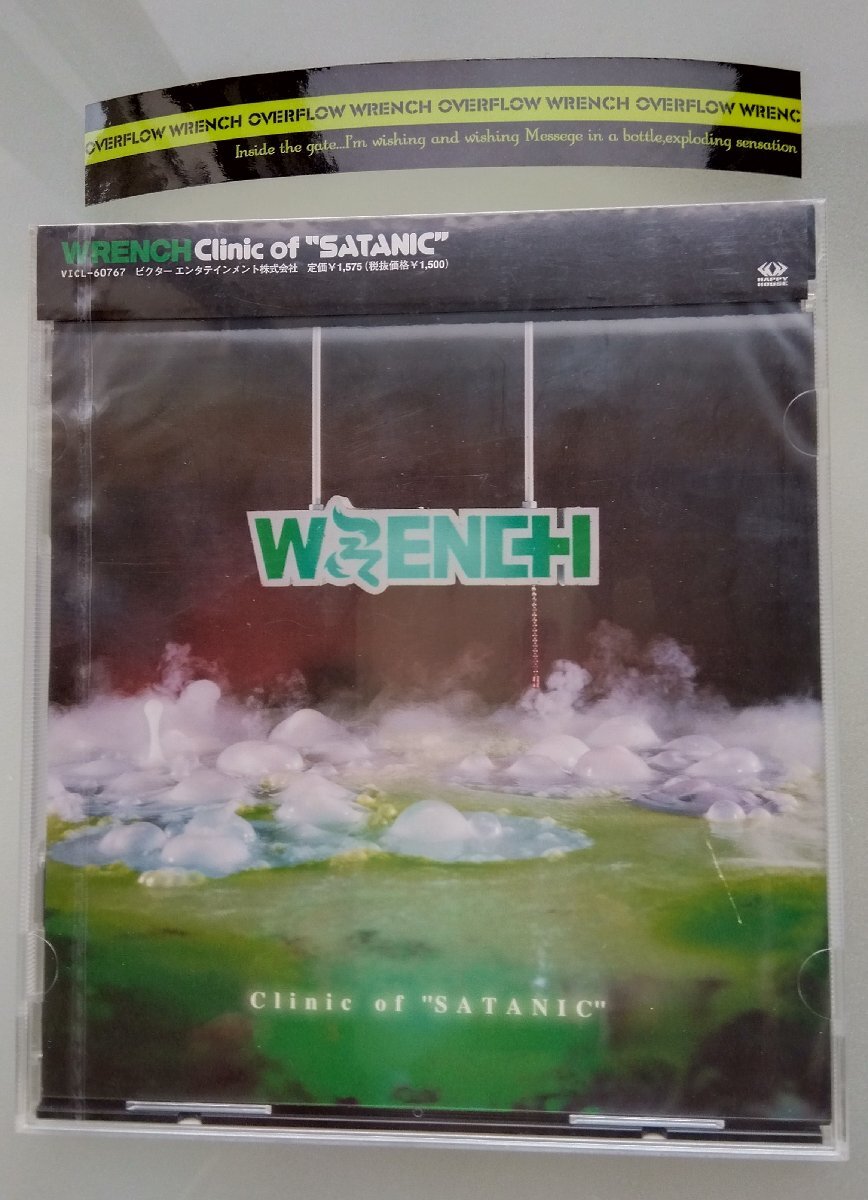 OVERFLOW WRENCH OVERFLOW WRENCH OVERFLOW WRENCH OVERFLOW WRENC
Inside the gate...I'm wishing and wishing Messege in a bottle,exploding sensation
WRENCH Clinic of "SATANIC"
VICL-60767 ビクター エンタテインメント株式会社 定価¥1,575(税抜価格¥1,500)
HAPPY
HOUSE
WRENCH
Clinic of "SATANIC"